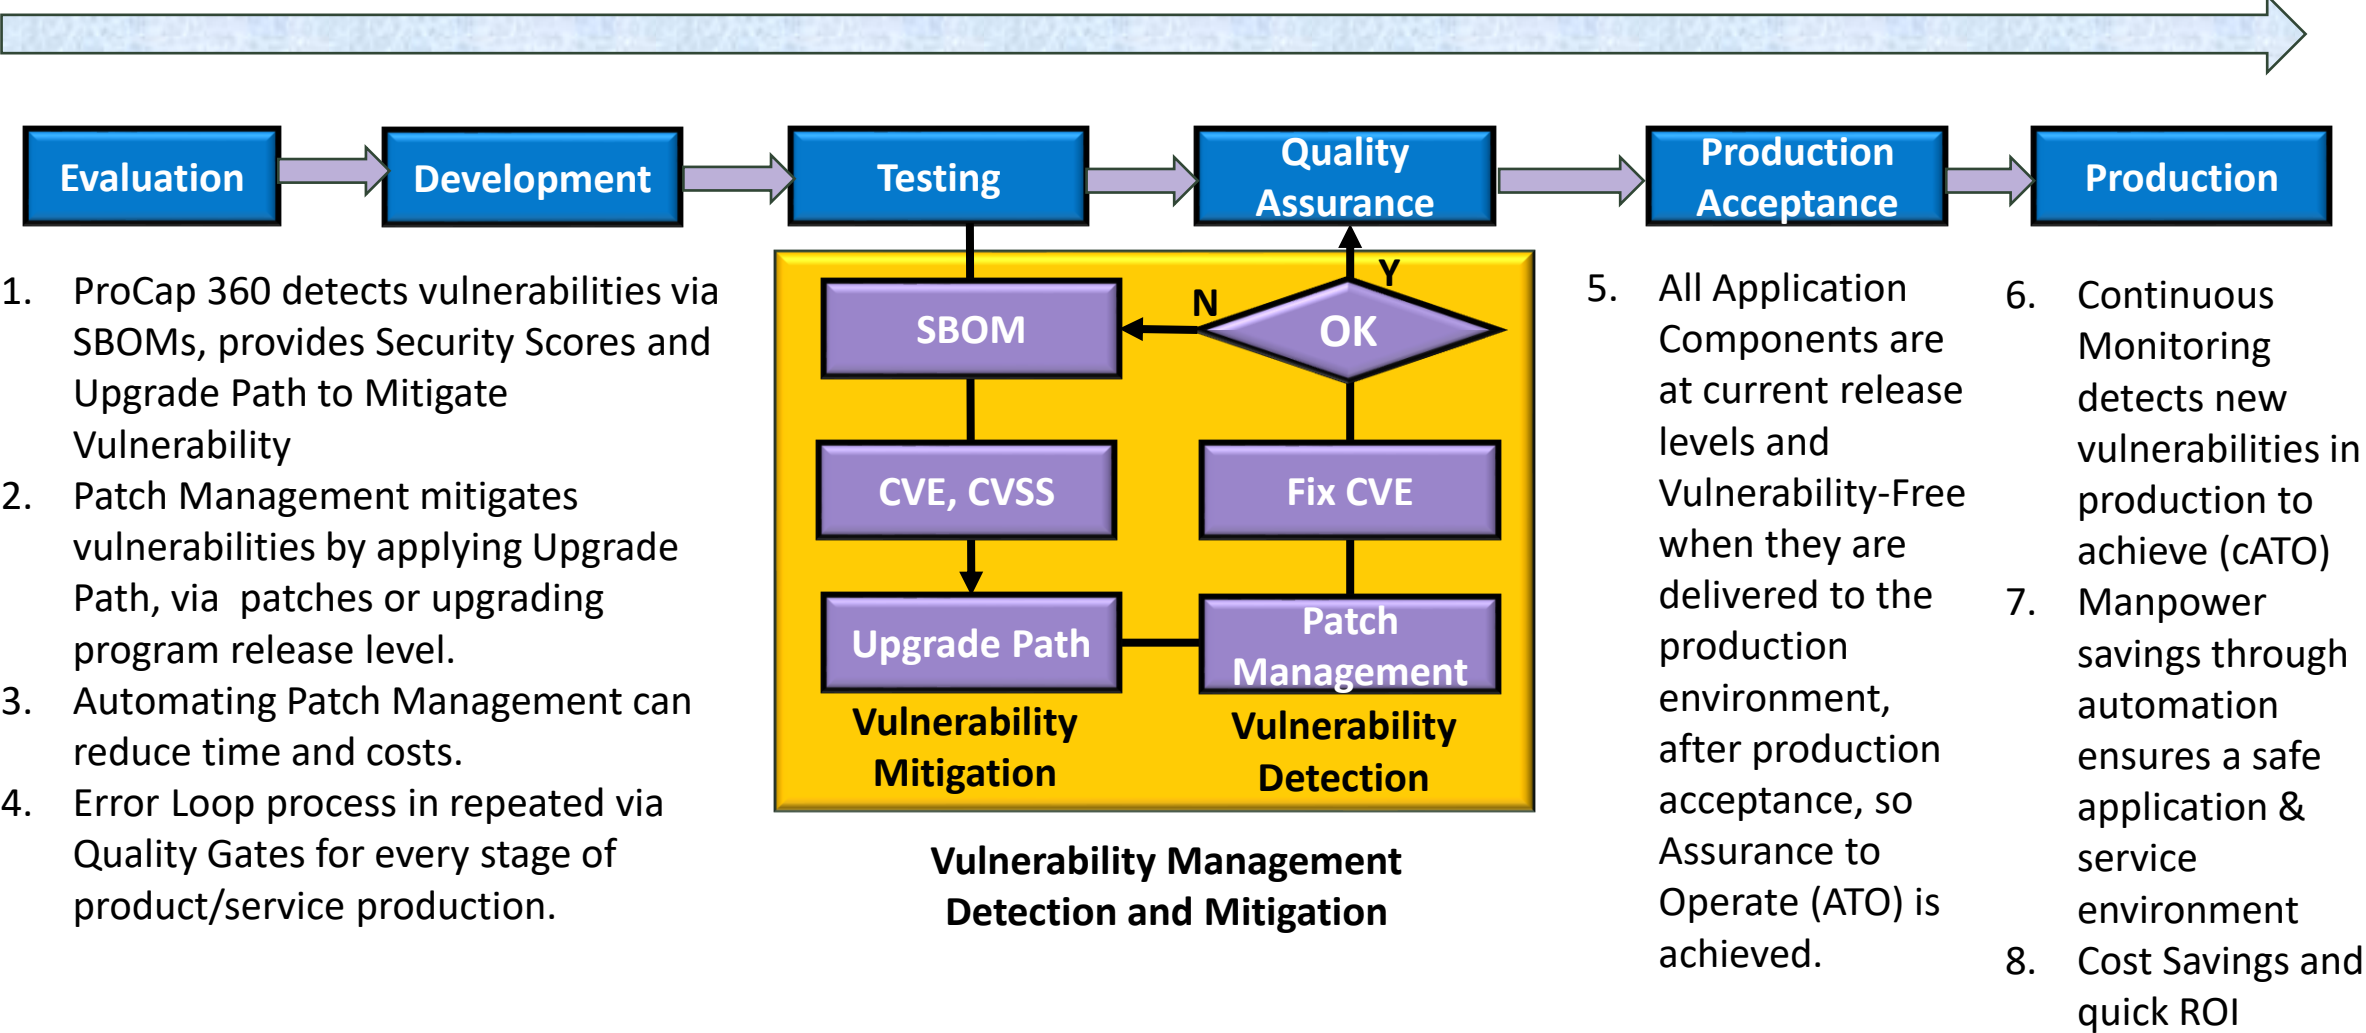 Evaluation
Development
Testing
Quality
Assurance
Production
Acceptance
Production
1. ProCap 360 detects vulnerabilities via
SBOMs, provides Security Scores and
Upgrade Path to Mitigate
Vulnerability
2. Patch Management mitigates
vulnerabilities by applying Upgrade
Path, via patches or upgrading
program release level.
3. Automating Patch Management can
reduce time and costs.
4. Error Loop process in repeated via
Quality Gates for every stage of
product/service production.
SBOM
N
OK
Y
CVE, CVSS
Fix CVE
Upgrade Path
Patch
Management
Vulnerability
Mitigation
Vulnerability
Detection
Vulnerability Management
Detection and Mitigation
5. All Application
Components are
at current release
levels and
Vulnerability-Free
when they are
delivered to the
production
environment,
after production
acceptance, so
Assurance to
Operate (ATO) is
achieved.
6. Continuous
Monitoring
detects new
vulnerabilities in
production to
achieve (cATO)
7. Manpower
savings through
automation
ensures a safe
application &
service
environment
8. Cost Savings and
quick ROI